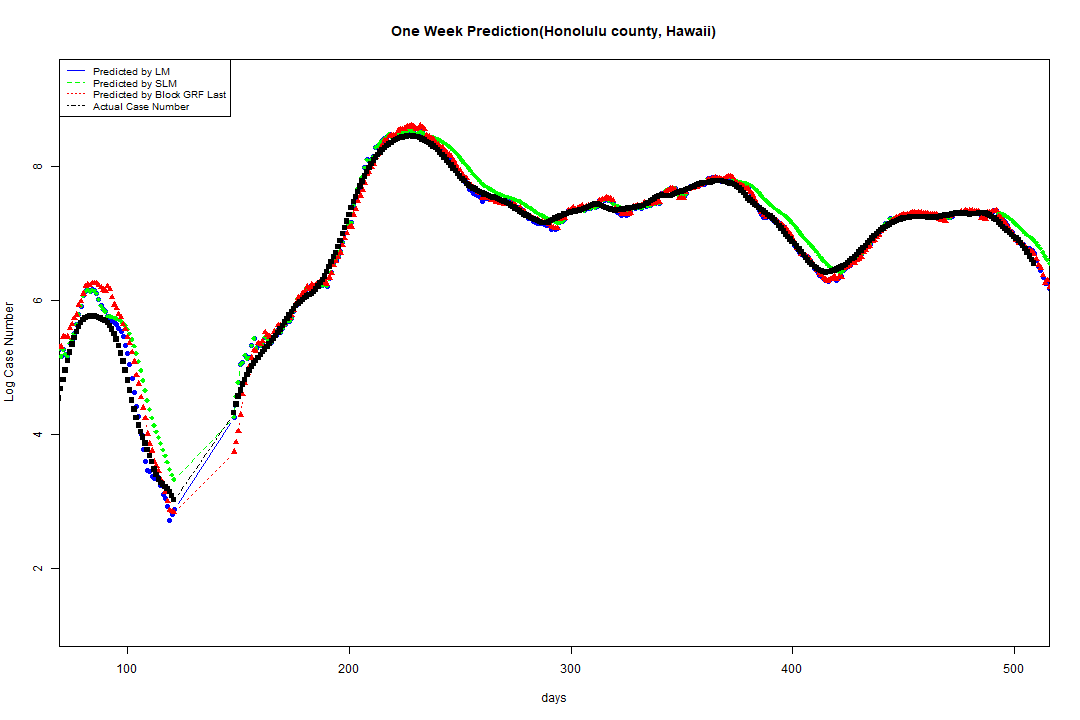 One Week Prediction(Honolulu county, Hawaii)
Predicted by LM
Predicted by SLM
Predicted by Block GRF Last
Actual Case Number
Log Case Number
8
6
4
2
100 200 300 400 500
days